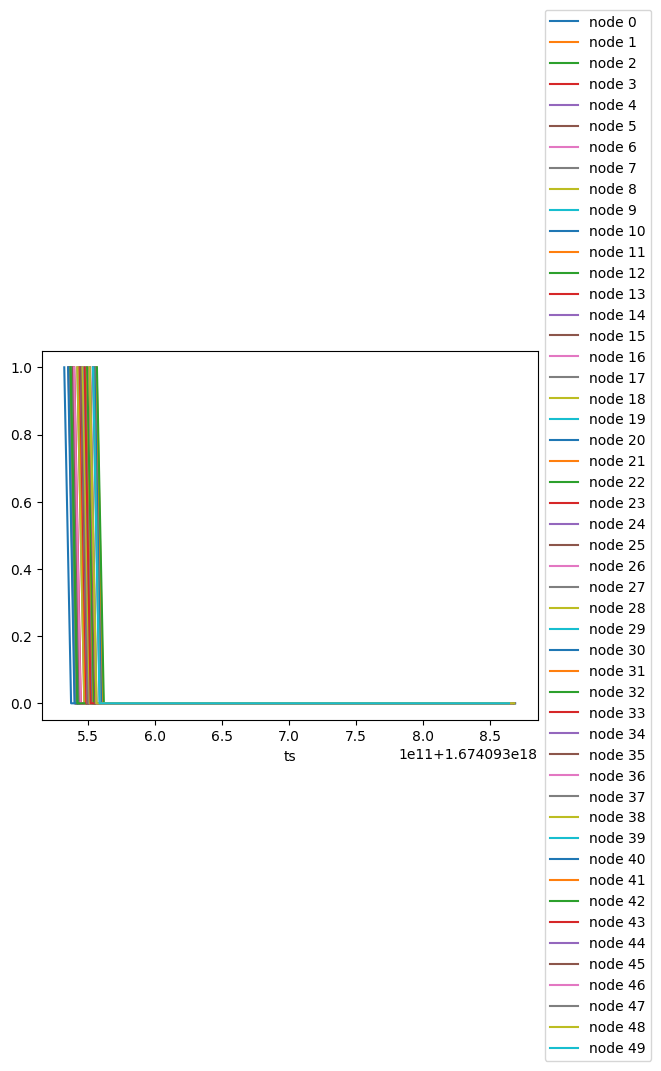 1.0
0.8
0.6
0.4
0.2
0.0
5.5 6.0 6.5 7.0 7.5 8.0 8.5
1e11+1.674093e18
ts
node 0
node 1
node 2
node 3
node 4
node 5
node 6
node 7
node 8
node 9
node 10
node 11
node 12
node 13
node 14
node 15
node 16
node 17
node 18
node 19
node 20
node 21
node 22
node 23
node 24
node 25
node 26
node 27
node 28
node 29
node 30
node 31
node 32
node 33
node 34
node 35
node 36
node 37
node 38
node 39
node 40
node 41
node 42
node 43
node 44
node 45
node 46
node 47
node 48
node 49